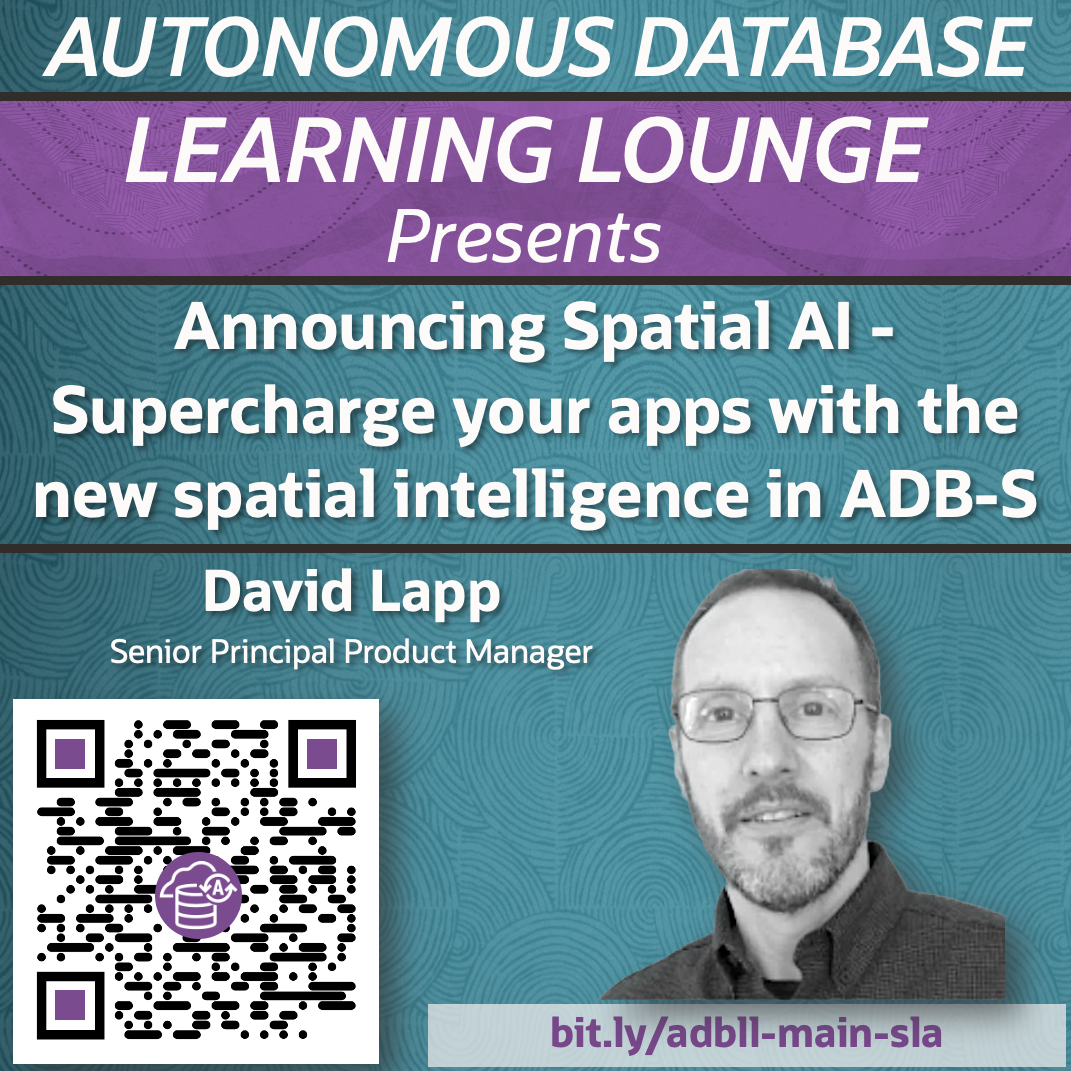 AUTONOMOUS DATABASE
LEARNING LOUNGE
Presents
Announcing Spatial AI -
Supercharge your apps with the
new spatial intelligence in ADB-S
David Lapp
Senior Principal Product Manager
A
bit.ly/adbll-main-sla